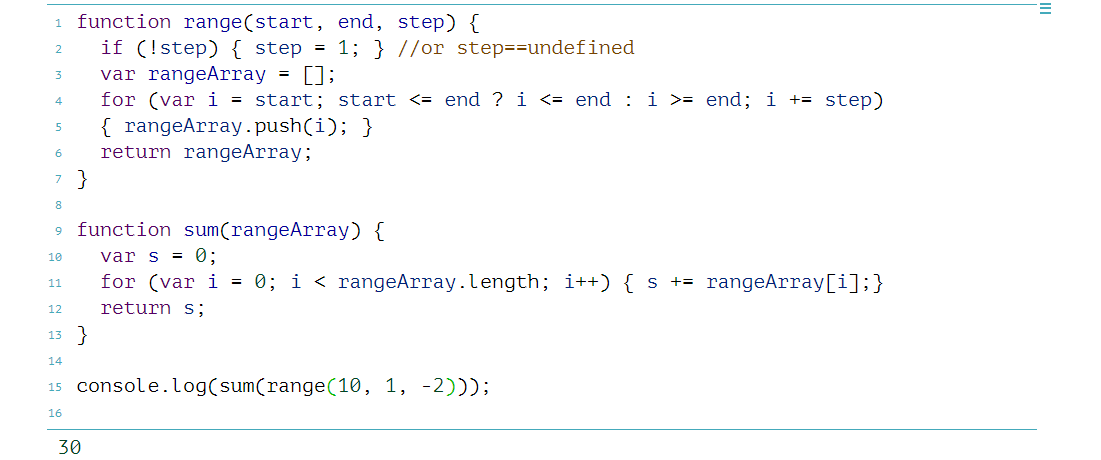 1 function range(start, end, step) {
2   if (!step) { step = 1; } //or step==undefined
3   var rangeArray = [];
4   for (var i = start; start <= end ? i <= end : i >= end; i += step)
5   { rangeArray.push(i); }
6   return rangeArray;
7 }
8
9 function sum(rangeArray) {
10   var s = 0;
11   for (var i = 0; i < rangeArray.length; i++) { s += rangeArray[i];}
12   return s;
13 }
14
15 console.log(sum(range(10, 1, -2)));
16
30